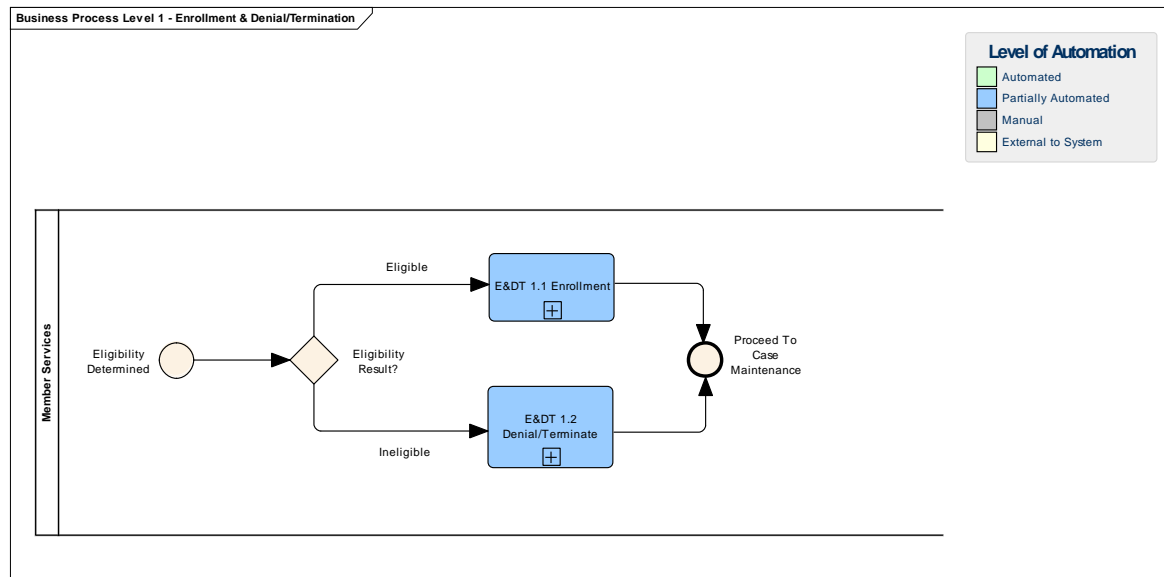 Business Process Level 1 - Enrollment & Denial/Termination
Level of Automation
Automated
Partially Automated
Manual
External to System
Member Services
Eligibility
Determined
Eligibility
Result?
Eligible
E&DT 1.1 Enrollment
Ineligible
E&DT 1.2
Denial/Terminate
Proceed To
Case
Maintenance